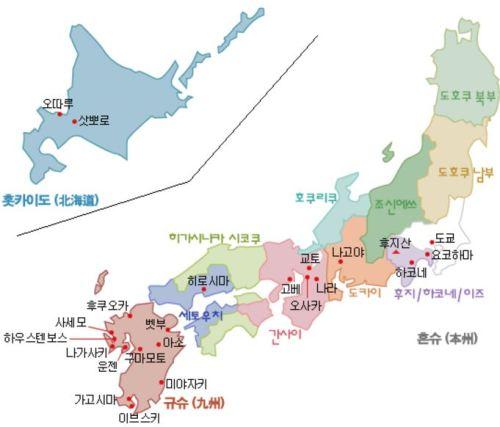 오따루
삿뽀로
홋카이도 (北海道)
도호쿠 북부
도호쿠 남부
조신에쓰
호쿠리쿠
히가시나카 시코쿠
교토
나고야
후지산
도쿄
요코하마
하코네
히로시마
고베
나라
오사카
도카이
후지/하코네/이즈
후쿠오카
세토우치
간사이
혼슈 (本州)
사세모
벳부
하우스텐보스
아소
나가사키
구마모토
운젠
미야자키
가고시마
규슈 (九州)
이브스키